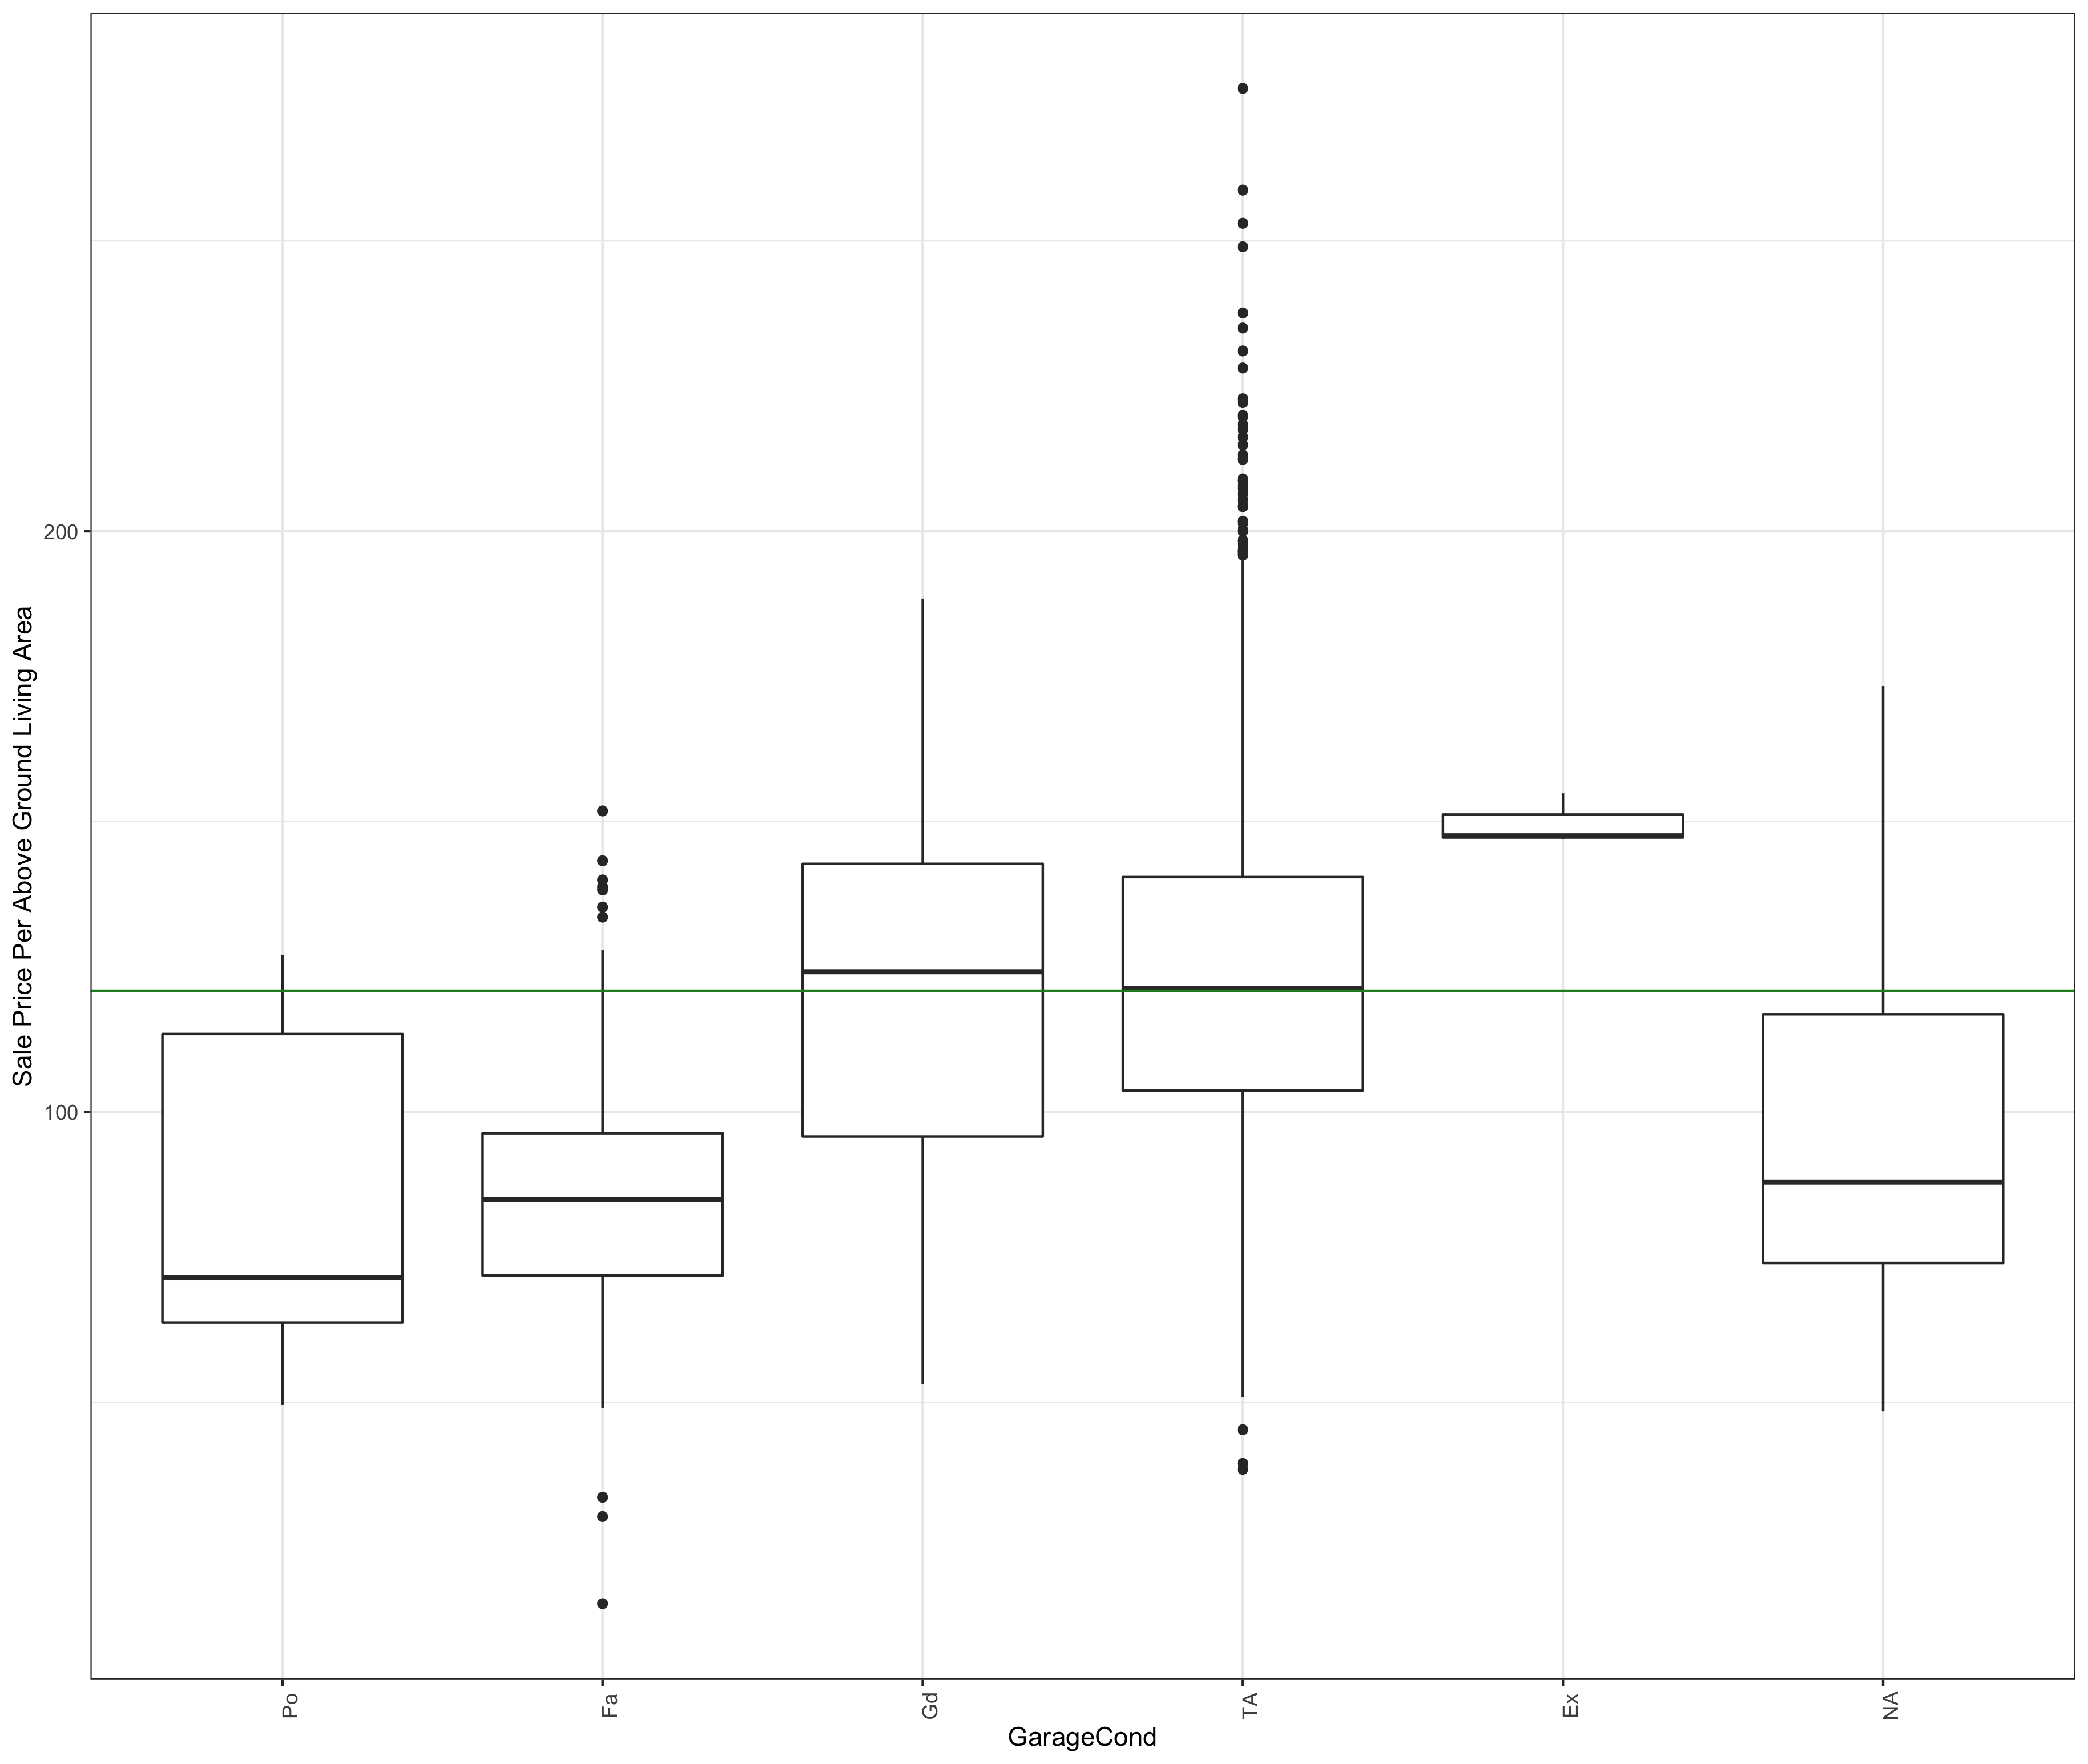 Sale Price Per Above Ground Living Area
200
100
Po
Fa
Gd
TA
Ex
NA
GarageCond